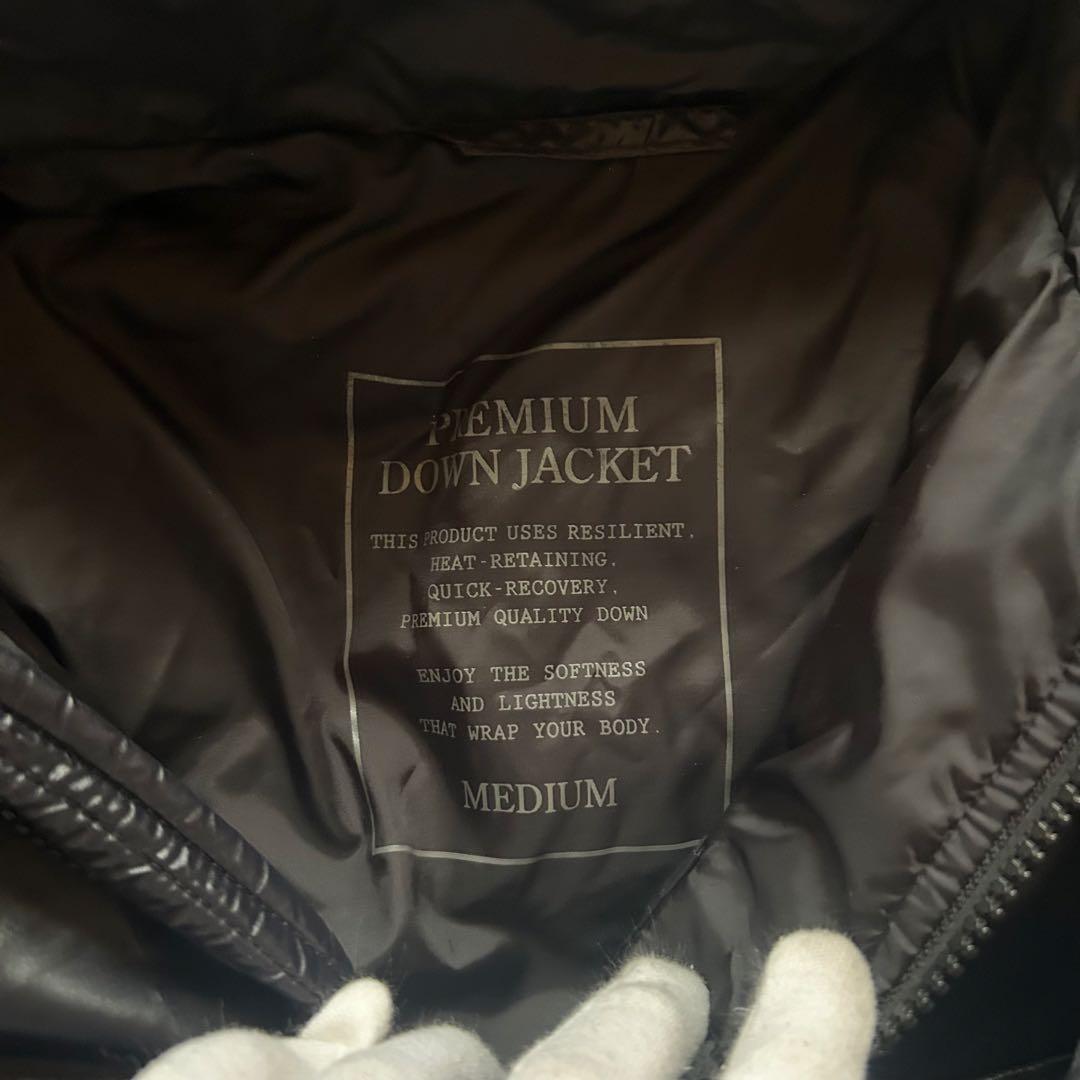 PREMIUM
DOWN JACKET
THIS PRODUCT USES RESILIENT,
HEAT-RETAINING,
QUICK-RECOVERY,
PREMIUM QUALITY DOWN
ENJOY THE SOFTNESS
AND LIGHTNESS
THAT WRAP YOUR BODY.
MEDIUM